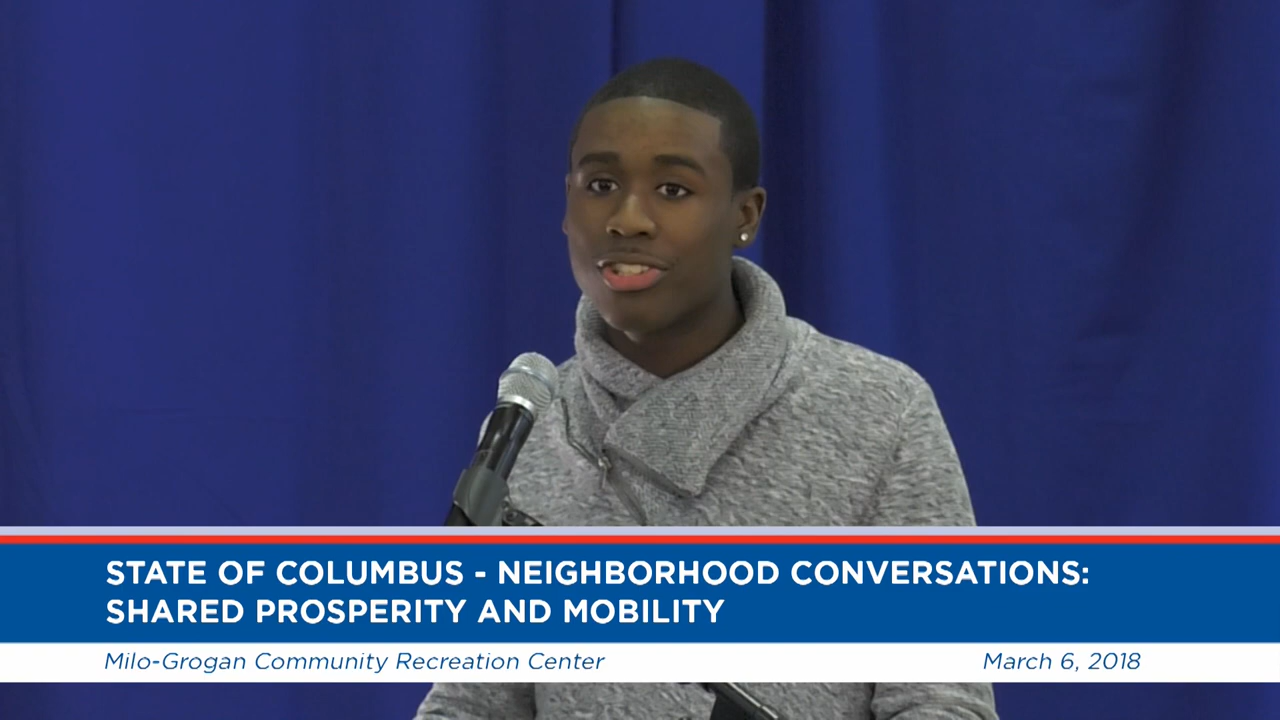 STATE OF COLUMBUS - NEIGHBORHOOD CONVERSATIONS:
SHARED PROSPERITY AND MOBILITY
Milo-Grogan Community Recreation Center
March 6, 2018